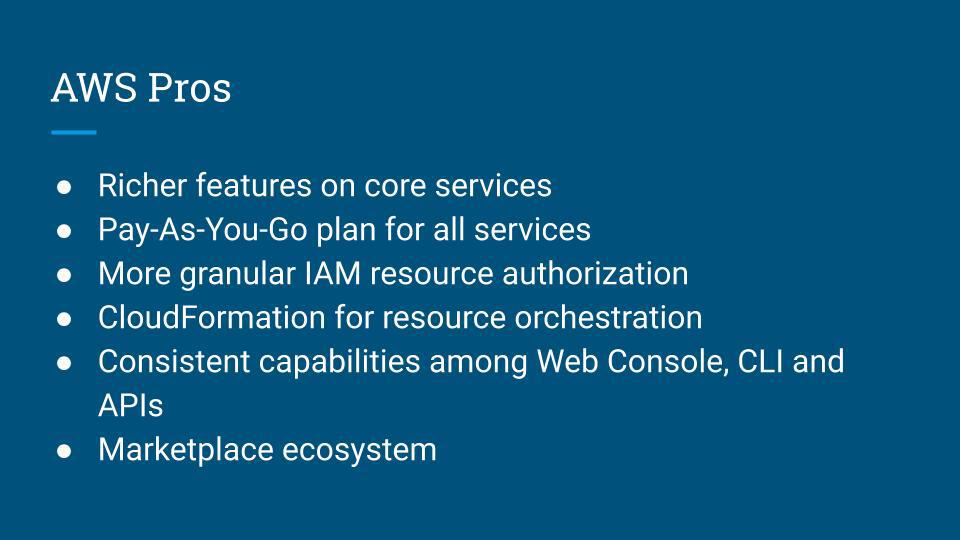 AWS Pros
● Richer features on core services
● Pay-As-You-Go plan for all services
● More granular IAM resource authorization
● CloudFormation for resource orchestration
● Consistent capabilities among Web Console, CLI and
APIs
● Marketplace ecosystem